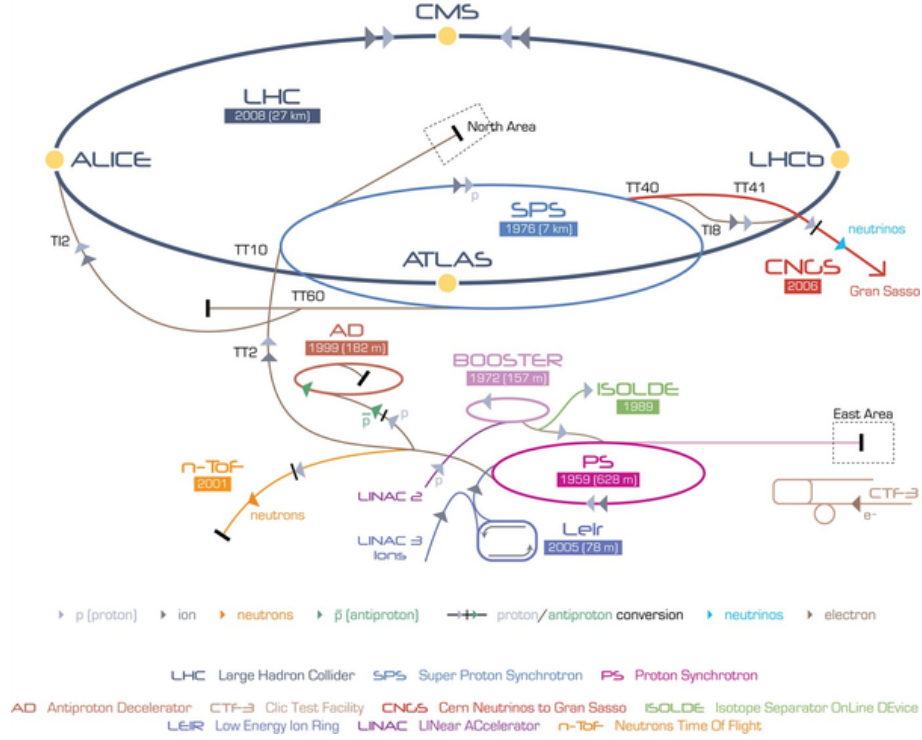 CMS
LHC
2008 (27 km)
North Area
ALICE
LHCb
p
TT40
TT41
SPS
1976 (7 km)
TI8
neutrinos
TI2
TT10
ATLAS
CNGS
2006
Gran Sasso
TT60
AD
1999 (182 m)
TT2
BOOSTER
1972 (157 m)
ISOLDE
1989
p̄
p
East Area
n-ToF
2001
p
PS
1959 (628 m)
LINAC 2
CTF-3
e-
neutrons
LINAC 3
Ions
LeIr
2005 (78 m)
p (proton) ion neutrons p̄ (antiproton) proton/antiproton conversion neutrinos electron
LHC Large Hadron Collider SPS Super Proton Synchrotron PS Proton Synchrotron
AD Antiproton Decelerator CTF-3 Clic Test Facility CNGS Cern Neutrinos to Gran Sasso ISOLDE Isotope Separator OnLine DEvice
LEIR Low Energy Ion Ring LINAC LINear ACcelerator n-ToF Neutrons Time Of Flight